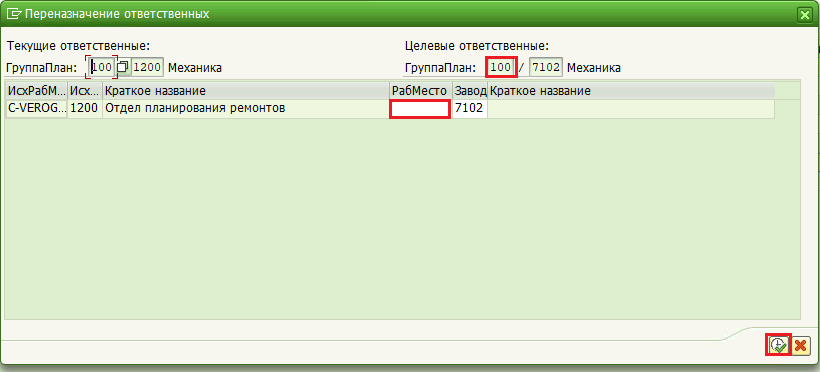 Переназначение ответственных
Текущие ответственные: Целевые ответственные:
ГруппаПлан: 100 1200 Механика ГруппаПлан: 100 / 7102 Механика
ИсхРабМ... Исх... Краткое название РабМесто Завод Краткое название
C-VEROG... 1200 Отдел планирования ремонтов 7102